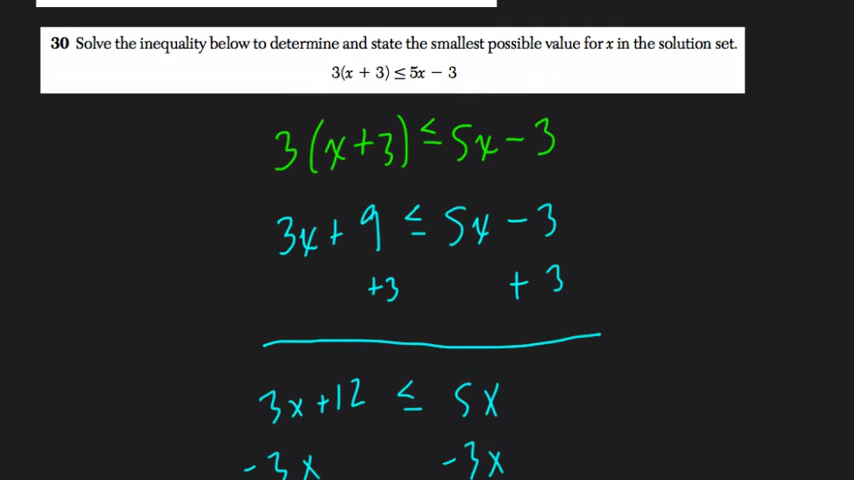 30 Solve the inequality below to determine and state the smallest possible value for x in the solution set.
3(x + 3) ≤ 5x − 3
3(x+3) ≤ 5x − 3
3x + 9 ≤ 5x − 3
+3 + 3
3x +12 ≤ 5x
-3x -3x